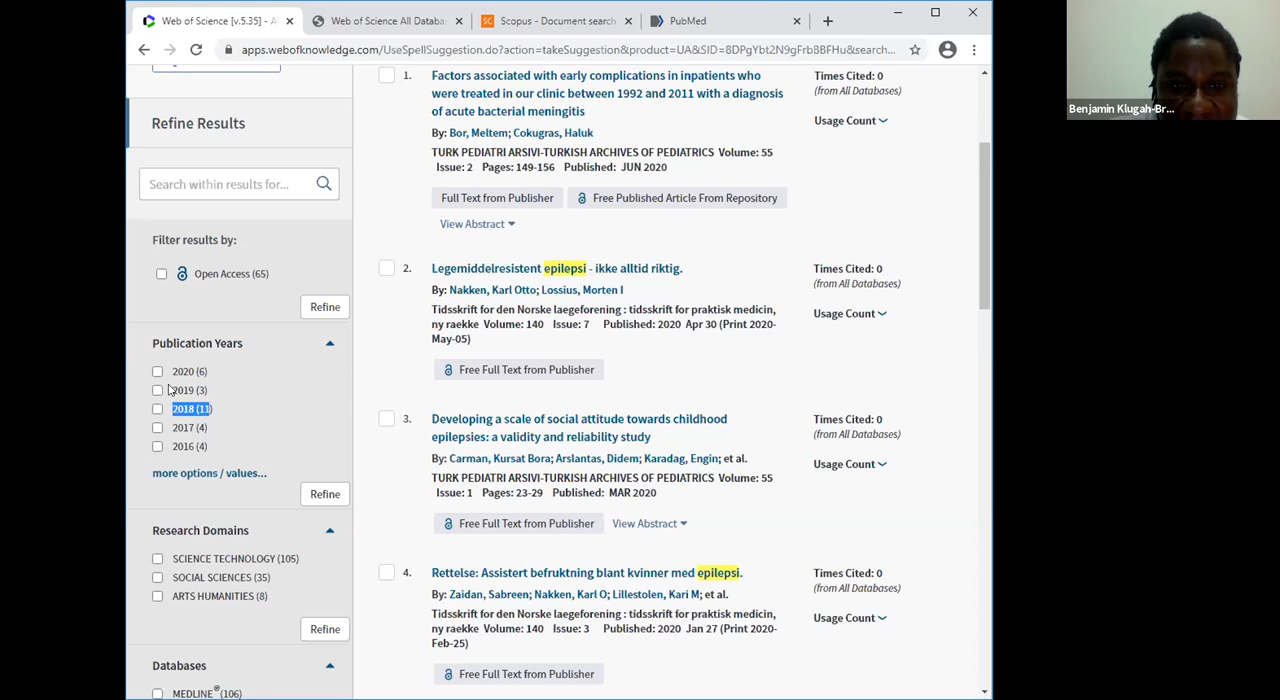 Web of Science [v.5.35] - A
Web of Science All Databa
Scopus - Document search
PubMed
apps.webofknowledge.com/UseSpellSuggestion.do?action=takeSuggestion&product=UA&SID=8DPgYbt2N9gFrbBBFHu&search...
Benjamin Klugah-Br...
Refine Results
Search within results for...
Filter results by:
Open Access (65)
Refine
Publication Years
2020 (6)
2019 (3)
2018 (11)
2017 (4)
2016 (4)
more options / values...
Refine
Research Domains
SCIENCE TECHNOLOGY (105)
SOCIAL SCIENCES (35)
ARTS HUMANITIES (8)
Refine
Databases
MEDLINE® (106)
1. Factors associated with early complications in inpatients who
were treated in our clinic between 1992 and 2011 with a diagnosis
of acute bacterial meningitis
By: Bor, Meltem; Cokugras, Haluk
TURK PEDIATRI ARSIVI-TURKISH ARCHIVES OF PEDIATRICS Volume: 55
Issue: 2 Pages: 149-156 Published: JUN 2020
Full Text from Publisher
Free Published Article From Repository
View Abstract
Times Cited: 0
(from All Databases)
Usage Count
2. Legemiddelresistent epilepsi - ikke alltid riktig.
By: Nakken, Karl Otto; Lossius, Morten I
Tidsskrift for den Norske laegeforening : tidsskrift for praktisk medicin,
ny raekke Volume: 140 Issue: 7 Published: 2020 Apr 30 (Print 2020-
May-05)
Free Full Text from Publisher
Times Cited: 0
(from All Databases)
Usage Count
3. Developing a scale of social attitude towards childhood
epilepsies: a validity and reliability study
By: Carman, Kursat Bora; Arslantas, Didem; Karadag, Engin; et al.
TURK PEDIATRI ARSIVI-TURKISH ARCHIVES OF PEDIATRICS Volume: 55
Issue: 1 Pages: 23-29 Published: MAR 2020
Free Full Text from Publisher
View Abstract
Times Cited: 0
(from All Databases)
Usage Count
4. Rettelse: Assistert befruktning blant kvinner med epilepsi.
By: Zaidan, Sabreen; Nakken, Karl O; Lillestolen, Kari M; et al.
Tidsskrift for den Norske laegeforening : tidsskrift for praktisk medicin,
ny raekke Volume: 140 Issue: 3 Published: 2020 Jan 27 (Print 2020-
Feb-25)
Free Full Text from Publisher
Times Cited: 0
(from All Databases)
Usage Count